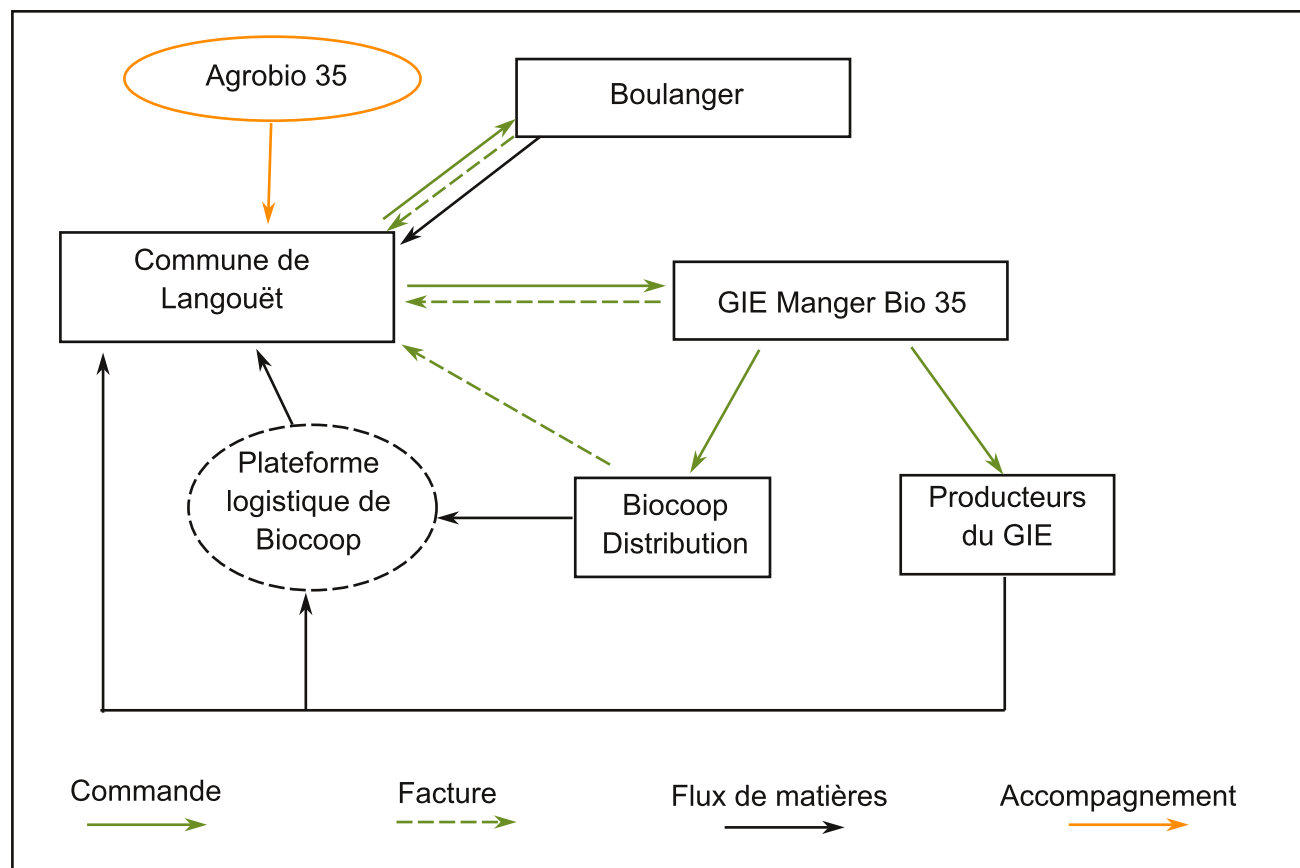 Agrobio 35
Boulanger
Commune de
Langouët
GIE Manger Bio 35
Plateforme
logistique de
Biocoop
Biocoop
Distribution
Producteurs
du GIE
Commande
Facture
Flux de matières
Accompagnement